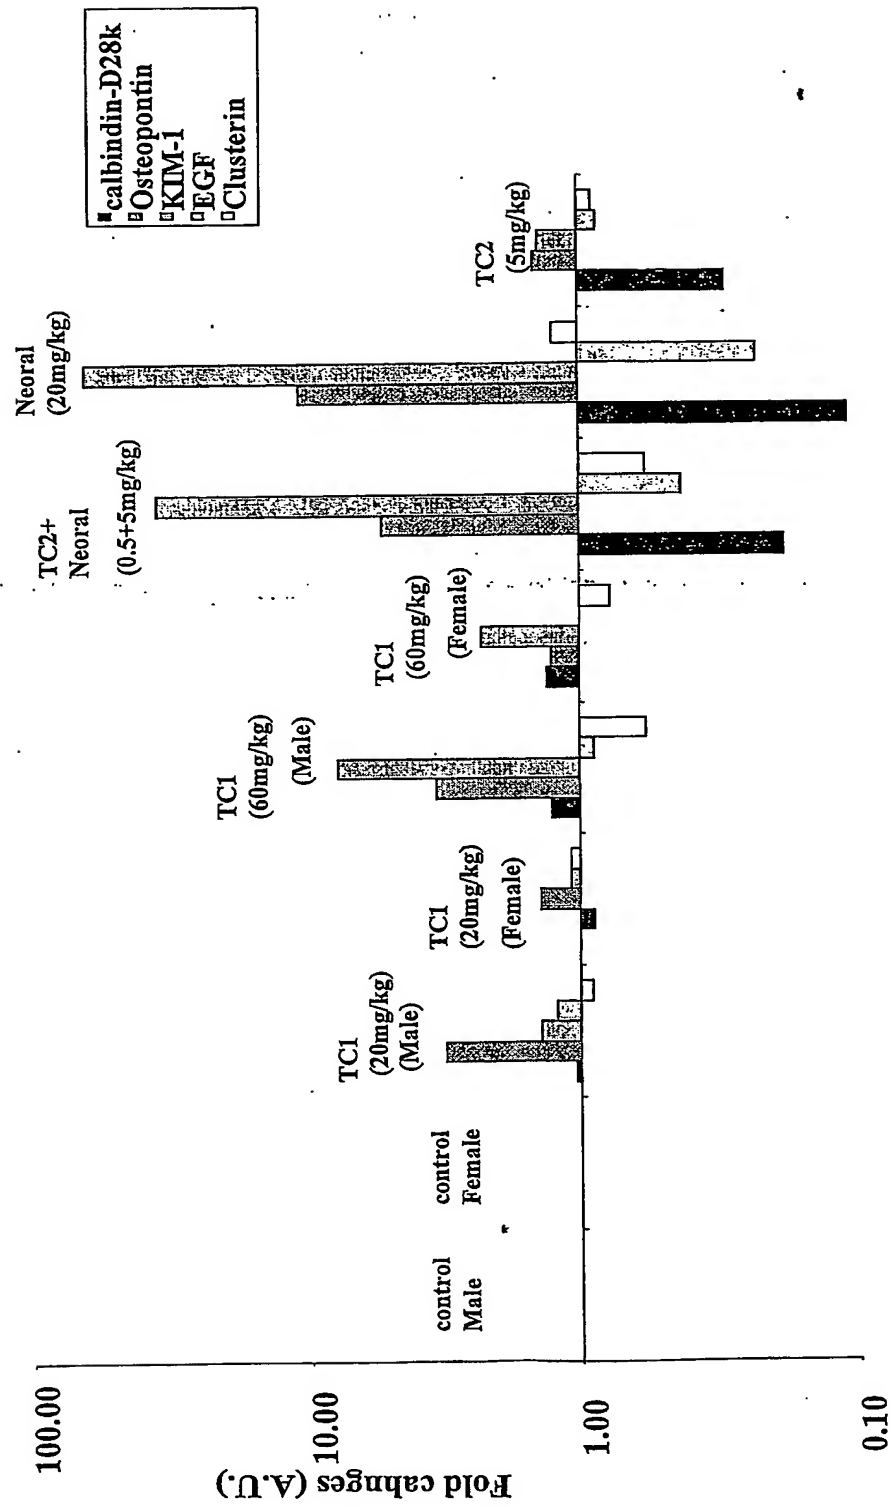 calbindin-D28k
Osteopontin
KIM-1
EGF
Clusterin
Fold cahnges (A.U.)
100.00
10.00
1.00
0.10
control
Male
control
Female
TC1
(20mg/kg)
(Male)
TC1
(20mg/kg)
(Female)
TC1
(60mg/kg)
(Male)
TC1
(60mg/kg)
(Female)
TC2+
Neoral
(0.5+5mg/kg)
Neoral
(20mg/kg)
TC2
(5mg/kg)